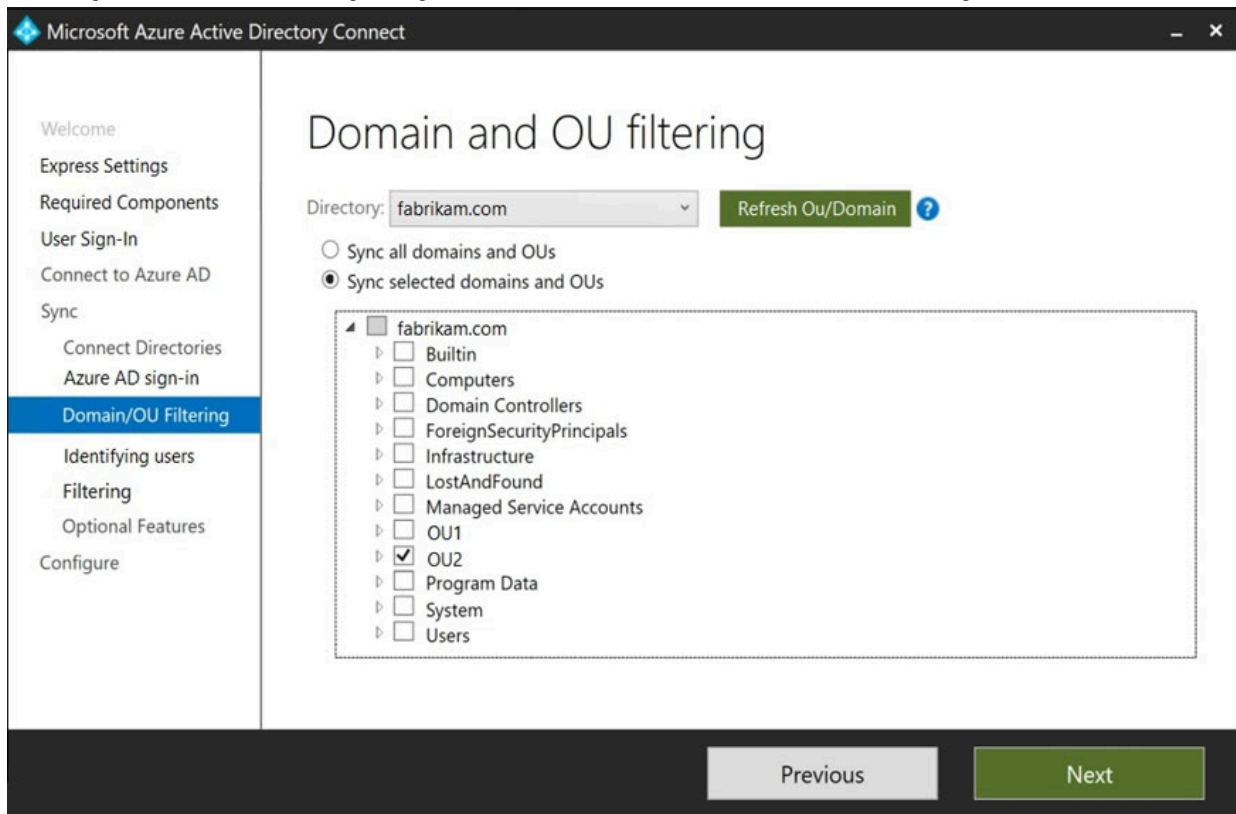 Microsoft Azure Active Directory Connect
Welcome
Express Settings
Required Components
User Sign-In
Connect to Azure AD
Sync
Connect Directories
Azure AD sign-in
Domain/OU Filtering
Identifying users
Filtering
Optional Features
Configure
Domain and OU filtering
Directory: fabrikam.com Refresh Ou/Domain ?
Sync all domains and OUs
Sync selected domains and OUs
fabrikam.com
Builtin
Computers
Domain Controllers
ForeignSecurityPrincipals
Infrastructure
LostAndFound
Managed Service Accounts
OU1
OU2
Program Data
System
Users
Previous Next